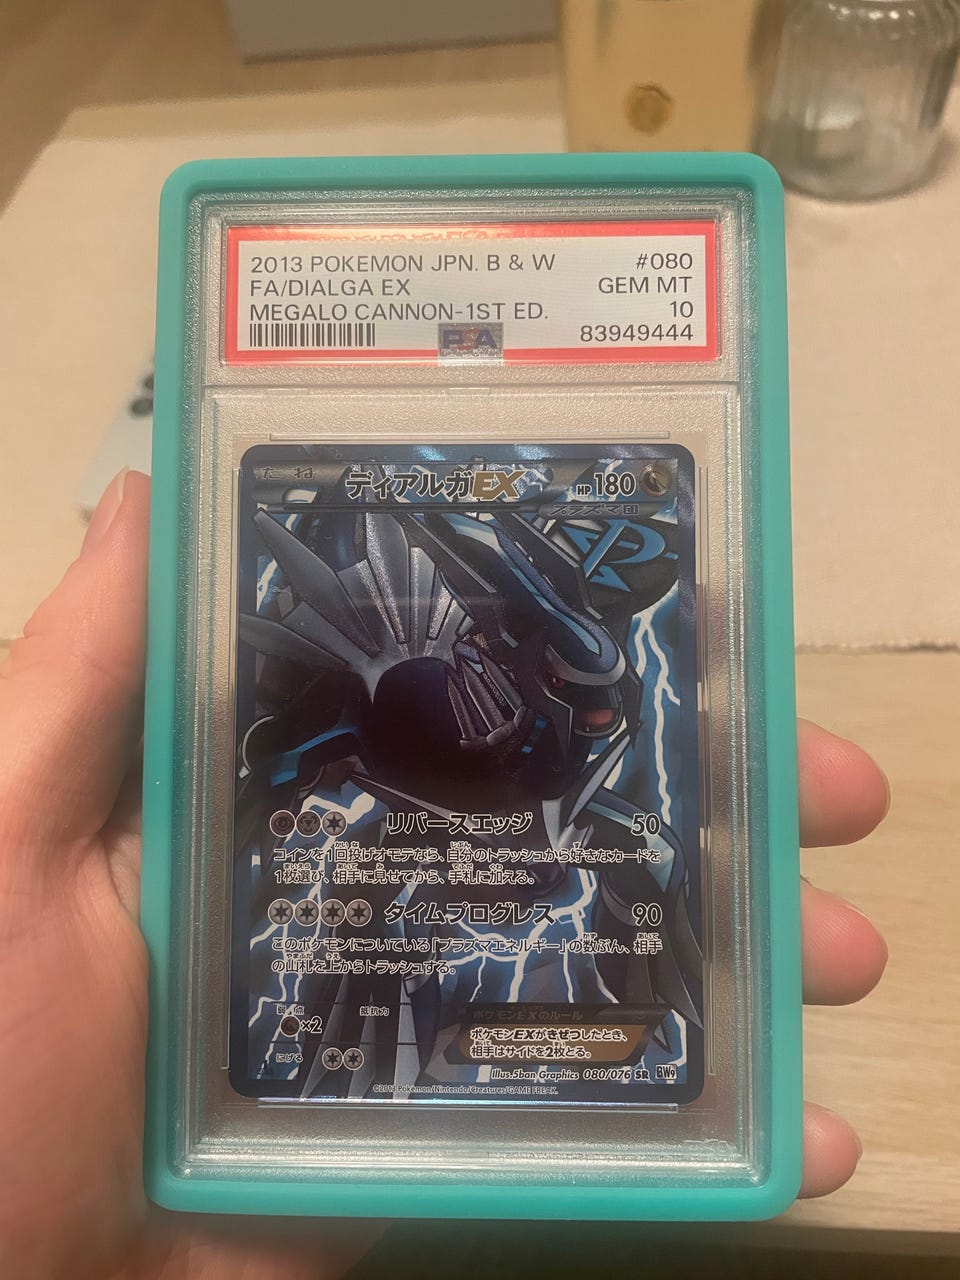 2013 POKEMON JPN. B & W #080
FA/DIALGA EX GEM MT
MEGALO CANNON-1ST ED. 10
PSA 83949444
たね ディアルガEX HP180
プラズマ団
リバースエッジ 50
コインを1回投げオモテなら、自分のトラッシュから好きなカードを
1枚選び、相手に見せてから、手札に加える。
タイムプログレス 90
このポケモンについている「プラズマエネルギー」の数ぶん、相手
の山札を上からトラッシュする。
弱点 抵抗力
×2
にげる
ポケモンEXのルール
ポケモンEXがきぜつしたとき、
相手はサイドを2枚とる。
Illus.5ban Graphics 080/076 SR BW9
©2013 Pokémon/Nintendo/Creatures/GAME FREAK.